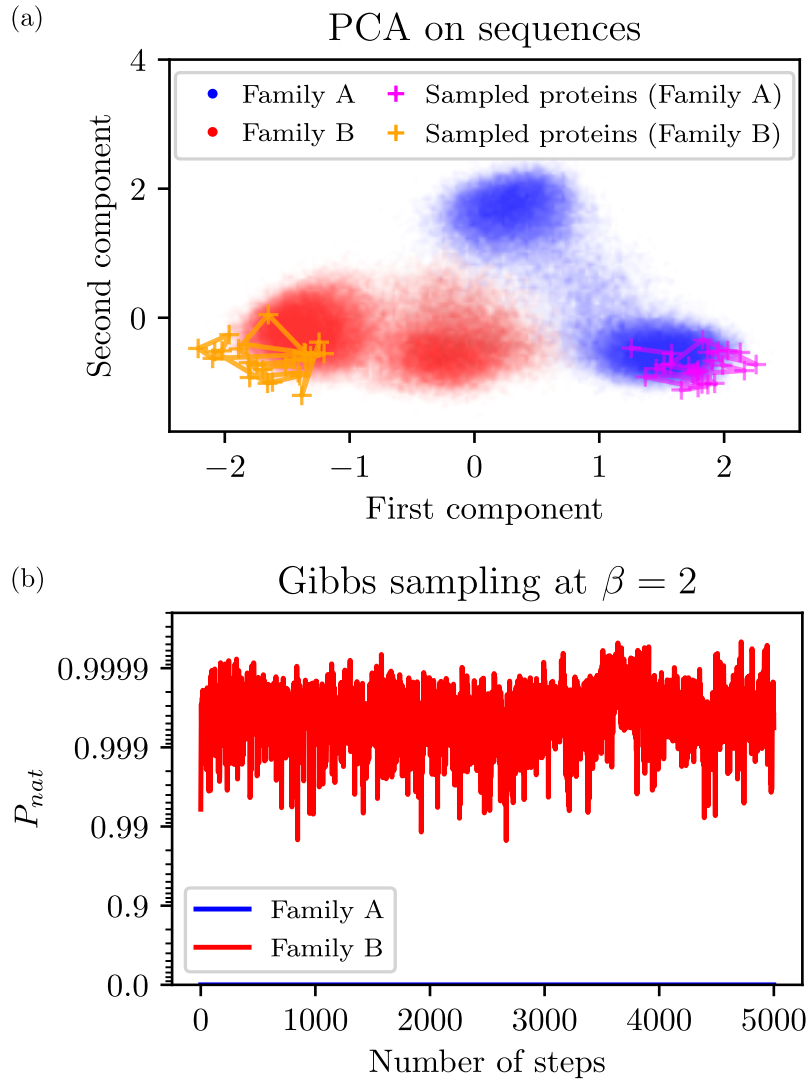 (a)
PCA on sequences
4
2
0
Second component
Family A
Family B
Sampled proteins (Family A)
Sampled proteins (Family B)
−2 −1 0 1 2
First component
(b)
Gibbs sampling at β = 2
0.9999
0.999
0.99
0.9
0.0
P_nat
Family A
Family B
0 1000 2000 3000 4000 5000
Number of steps